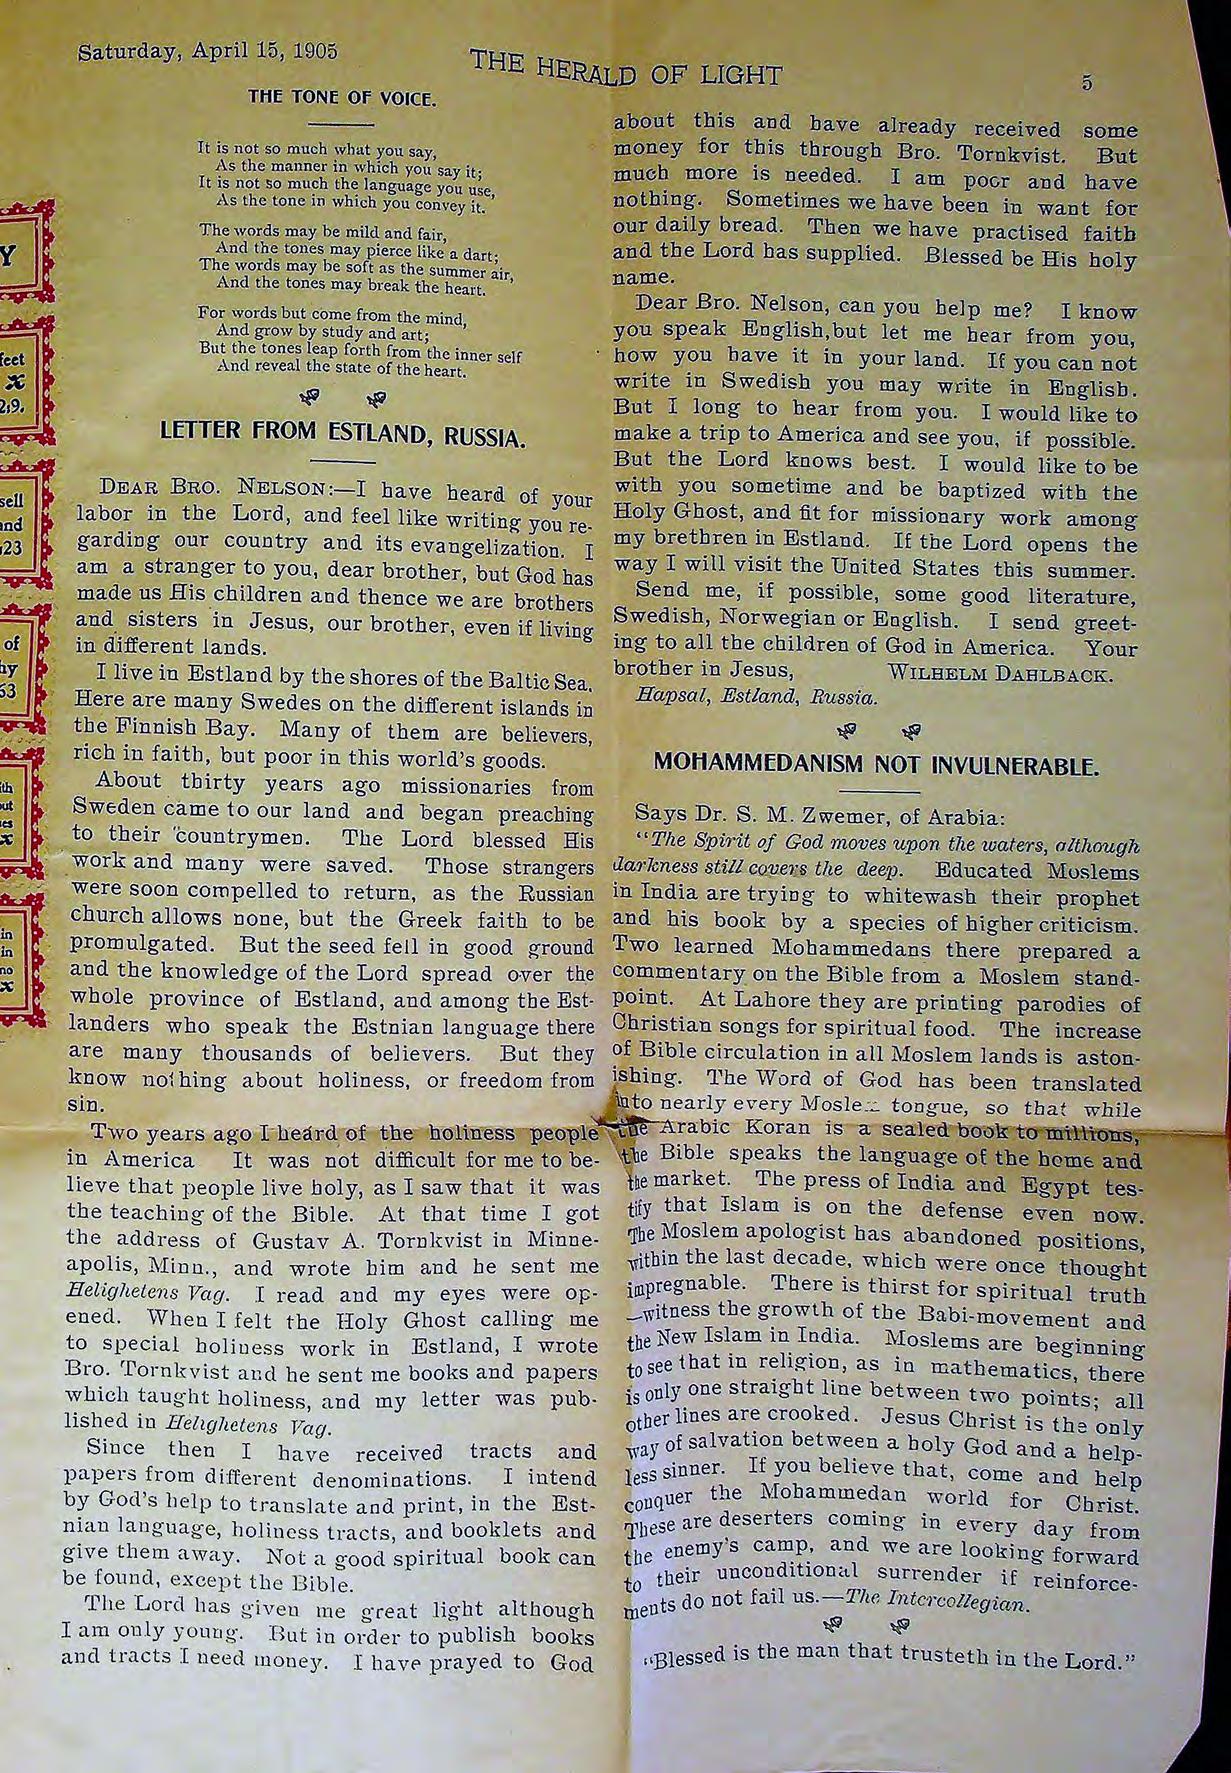 Saturday, April 15, 1905
THE HERALD OF LIGHT
5
THE TONE OF VOICE.
It is not so much what you say,
As the manner in which you say it;
It is not so much the language you use,
As the tone in which you convey it.
The words may be mild and fair,
And the tones may pierce like a dart;
The words may be soft as the summer air,
And the tones may break the heart.
For words but come from the mind,
And grow by study and art;
But the tones leap forth from the inner self
And reveal the state of the heart.
LETTER FROM ESTLAND, RUSSIA.
DEAR BRO. NELSON:—I have heard of your
labor in the Lord, and feel like writing you re-
garding our country and its evangelization. I
am a stranger to you, dear brother, but God has
made us His children and thence we are brothers
and sisters in Jesus, our brother, even if living
in different lands.
I live in Estland by the shores of the Baltic Sea.
Here are many Swedes on the different islands in
the Finnish Bay. Many of them are believers,
rich in faith, but poor in this world's goods.
About thirty years ago missionaries from
Sweden came to our land and began preaching
to their countrymen. The Lord blessed His
work and many were saved. Those strangers
were soon compelled to return, as the Russian
church allows none, but the Greek faith to be
promulgated. But the seed fell in good ground
and the knowledge of the Lord spread over the
whole province of Estland, and among the Est-
landers who speak the Estnian language there
are many thousands of believers. But they
know nothing about holiness, or freedom from
sin.
Two years ago I heard of the holiness people
in America It was not difficult for me to be-
lieve that people live holy, as I saw that it was
the teaching of the Bible. At that time I got
the address of Gustav A. Tornkvist in Minne-
apolis, Minn., and wrote him and he sent me
Helighetens Vag. I read and my eyes were op-
ened. When I felt the Holy Ghost calling me
to special holiness work in Estland, I wrote
Bro. Tornkvist and he sent me books and papers
which taught holiness, and my letter was pub-
lished in Helighetens Vag.
Since then I have received tracts and
papers from different denominations. I intend
by God's help to translate and print, in the Est-
nian language, holiness tracts, and booklets and
give them away. Not a good spiritual book can
be found, except the Bible.
The Lord has given me great light although
I am only young. But in order to publish books
and tracts I need money. I have prayed to God
about this and have already received some
money for this through Bro. Tornkvist. But
much more is needed. I am poor and have
nothing. Sometimes we have been in want for
our daily bread. Then we have practised faith
and the Lord has supplied. Blessed be His holy
name.
Dear Bro. Nelson, can you help me? I know
you speak English, but let me hear from you,
how you have it in your land. If you can not
write in Swedish you may write in English.
But I long to hear from you. I would like to
make a trip to America and see you, if possible.
But the Lord knows best. I would like to be
with you sometime and be baptized with the
Holy Ghost, and fit for missionary work among
my brethren in Estland. If the Lord opens the
way I will visit the United States this summer.
Send me, if possible, some good literature,
Swedish, Norwegian or English. I send greet-
ing to all the children of God in America. Your
brother in Jesus, WILHELM DAHLBACK.
Hapsal, Estland, Russia.
MOHAMMEDANISM NOT INVULNERABLE.
Says Dr. S. M. Zwemer, of Arabia:
"The Spirit of God moves upon the waters, although
darkness still covers the deep. Educated Moslems
in India are trying to whitewash their prophet
and his book by a species of higher criticism.
Two learned Mohammedans there prepared a
commentary on the Bible from a Moslem stand-
point. At Lahore they are printing parodies of
Christian songs for spiritual food. The increase
of Bible circulation in all Moslem lands is aston-
ishing. The Word of God has been translated
into nearly every Moslem tongue, so that while
the Arabic Koran is a sealed book to millions,
the Bible speaks the language of the home and
the market. The press of India and Egypt tes-
tify that Islam is on the defense even now.
The Moslem apologist has abandoned positions,
within the last decade, which were once thought
impregnable. There is thirst for spiritual truth
—witness the growth of the Babi-movement and
the New Islam in India. Moslems are beginning
to see that in religion, as in mathematics, there
is only one straight line between two points; all
other lines are crooked. Jesus Christ is the only
way of salvation between a holy God and a help-
less sinner. If you believe that, come and help
conquer the Mohammedan world for Christ.
These are deserters coming in every day from
the enemy's camp, and we are looking forward
to their unconditional surrender if reinforce-
ments do not fail us.—The Intercollegian.
"Blessed is the man that trusteth in the Lord."
Y
feet
x
2;9.
sell
and
of
63
in
in
no
x